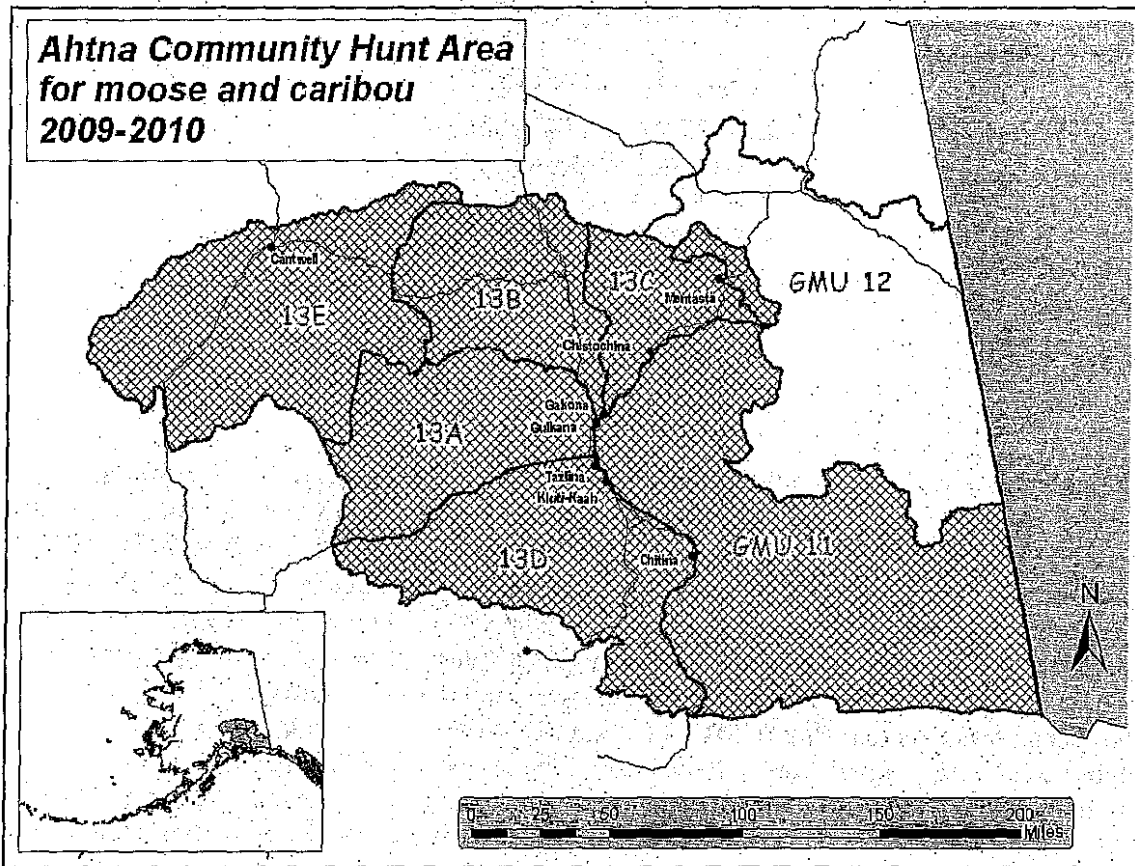 Ahtna Community Hunt Area
for moose and caribou
2009-2010
Cantwell
13E
13B
13C
Mentasta
GMU 12
Chistochina
Gakona
Gulkana
13A
Tazlina
Kluti-Kaah
13D
Chitina
GMU 11
N
0 25 50 100 150 200
Miles